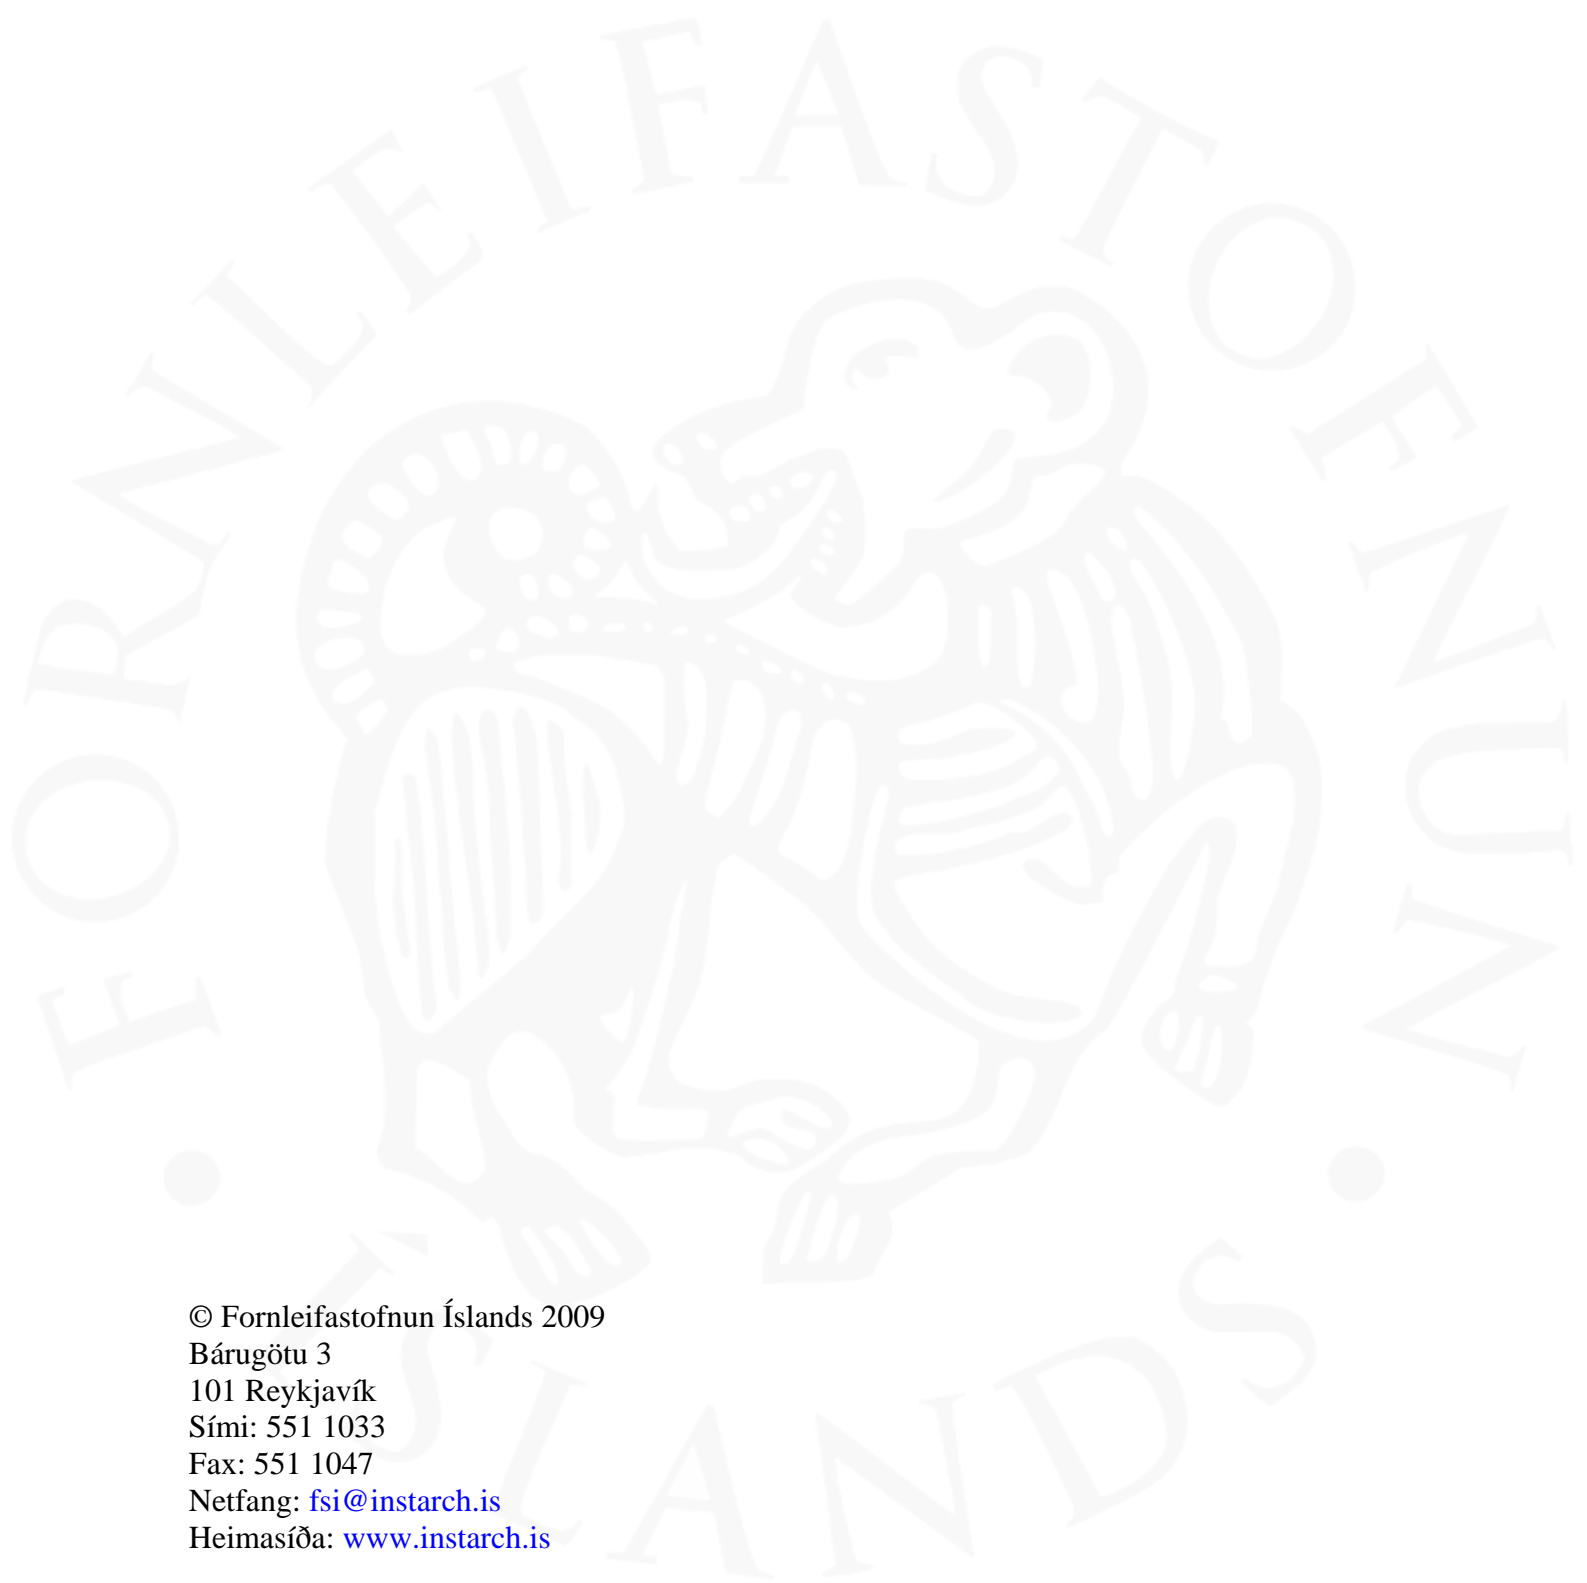 FORNLEIFASTOFNUN
ÍSLANDS
© Fornleifastofnun Íslands 2009
Bárugötu 3
101 Reykjavík
Sími: 551 1033
Fax: 551 1047
Netfang: fsi@instarch.is
Heimasíða: www.instarch.is